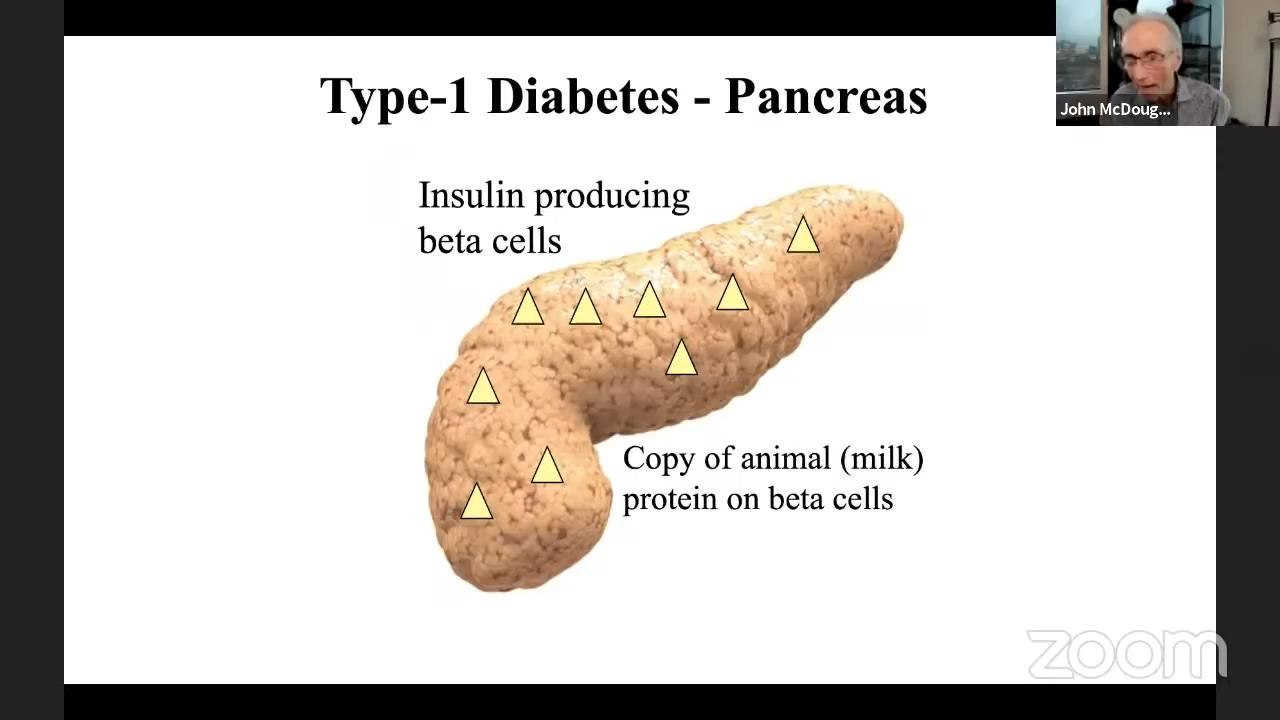 Type-1 Diabetes - Pancreas
John McDoug...
Insulin producing
beta cells
Copy of animal (milk)
protein on beta cells
zoom